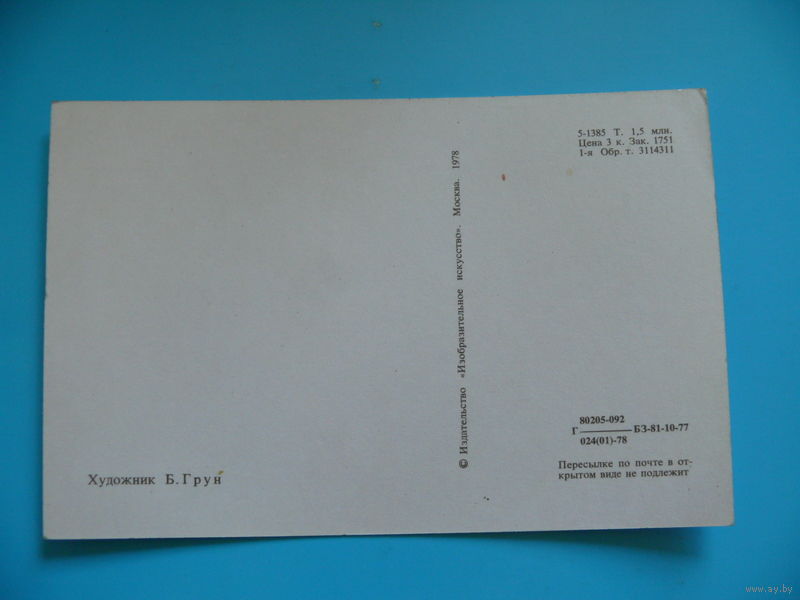 5-1385 Т. 1,5 млн.
Цена 3 к. Зак. 1751
1-я Обр. т. 3114311
© Издательство «Изобразительное искусство». Москва. 1978
80205-092
Г ——— БЗ-81-10-77
024(01)-78
Пересылке по почте в от-
крытом виде не подлежит
Художник Б. Грун
www.ay.by